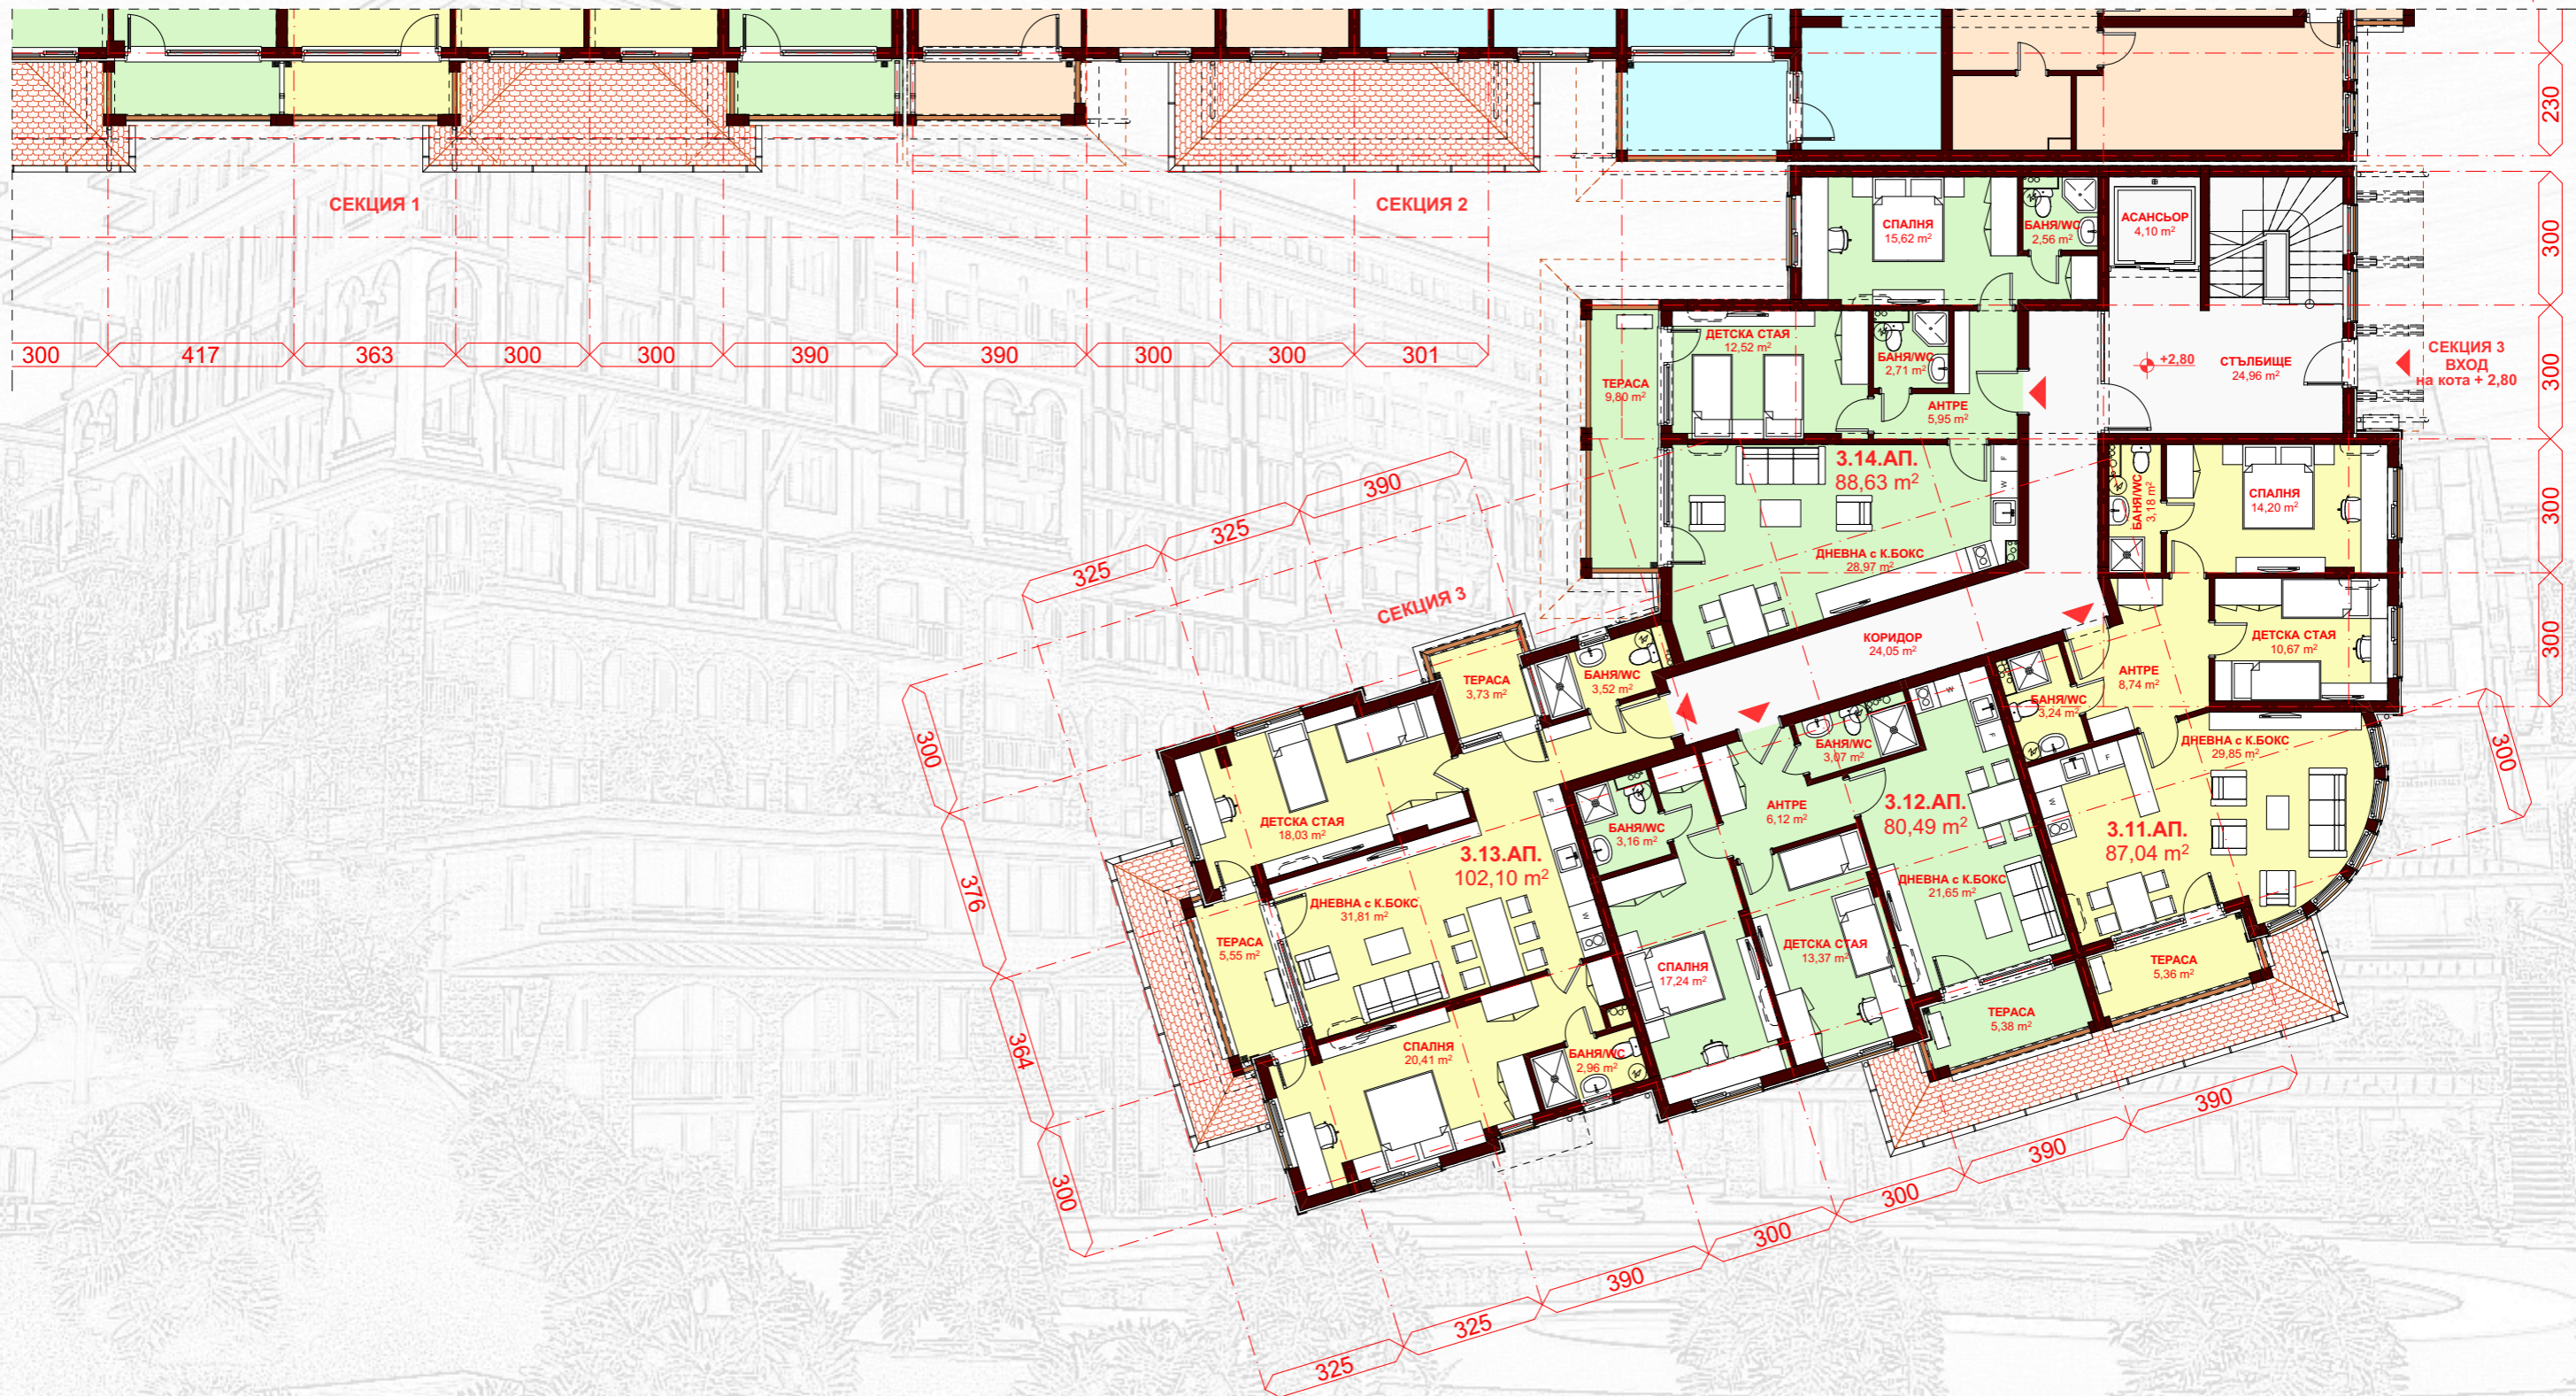 230
СЕКЦИЯ 1
СЕКЦИЯ 2
300
417
363
300
300
390
390
300
300
301
СПАЛНЯ
15,62 m²
БАНЯ/WC
2,56 m²
АСАНСЬОР
4,10 m²
300
ДЕТСКА СТАЯ
12,52 m²
БАНЯ/WC
2,71 m²
ТЕРАСА
9,80 m²
АНТРЕ
5,95 m²
+2,80
СТЪЛБИЩЕ
24,96 m²
СЕКЦИЯ 3
ВХОД
на кота + 2,80
300
3.14.АП.
88,63 m²
F
W
ДНЕВНА с К.БОКС
28,97 m²
БАНЯ/WC
3,18 m²
СПАЛНЯ
14,20 m²
300
ДЕТСКА СТАЯ
10,67 m²
300
390
325
325
СЕКЦИЯ 3
КОРИДОР
24,05 m²
АНТРЕ
8,74 m²
БАНЯ/WC
3,24 m²
ТЕРАСА
3,73 m²
БАНЯ/WC
3,52 m²
300
376
364
300
ДЕТСКА СТАЯ
18,03 m²
3.13.АП.
102,10 m²
F
W
ДНЕВНА с К.БОКС
31,81 m²
ТЕРАСА
5,55 m²
СПАЛНЯ
20,41 m²
БАНЯ/WC
2,96 m²
БАНЯ/WC
3,07 m²
W
F
АНТРЕ
6,12 m²
3.12.АП.
80,49 m²
БАНЯ/WC
3,16 m²
ДНЕВНА с К.БОКС
21,65 m²
ДЕТСКА СТАЯ
13,37 m²
СПАЛНЯ
17,24 m²
ТЕРАСА
5,38 m²
ДНЕВНА с К.БОКС
29,85 m²
F
W
3.11.АП.
87,04 m²
ТЕРАСА
5,36 m²
300
390
390
300
300
390
325
325